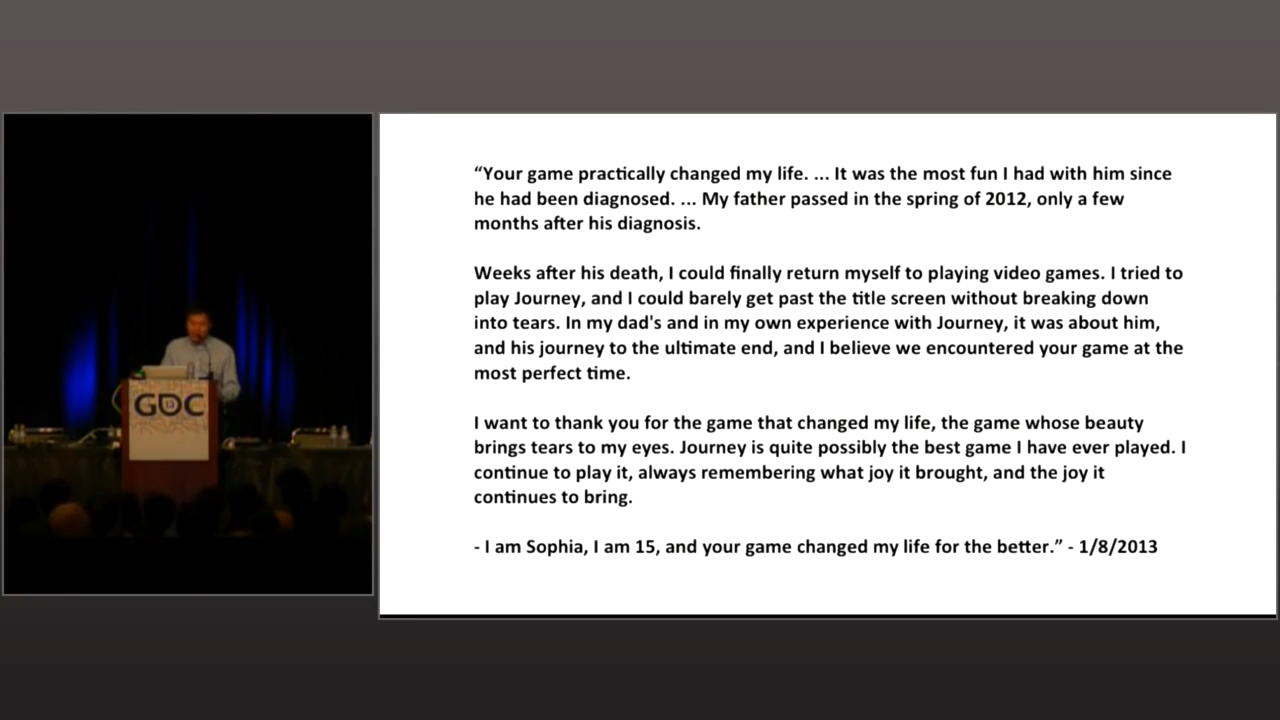 “Your game practically changed my life. ... It was the most fun I had with him since
he had been diagnosed. ... My father passed in the spring of 2012, only a few
months after his diagnosis.
Weeks after his death, I could finally return myself to playing video games. I tried to
play Journey, and I could barely get past the title screen without breaking down
into tears. In my dad's and in my own experience with Journey, it was about him,
and his journey to the ultimate end, and I believe we encountered your game at the
most perfect time.
I want to thank you for the game that changed my life, the game whose beauty
brings tears to my eyes. Journey is quite possibly the best game I have ever played. I
continue to play it, always remembering what joy it brought, and the joy it
continues to bring.
- I am Sophia, I am 15, and your game changed my life for the better.” - 1/8/2013
GDC
13